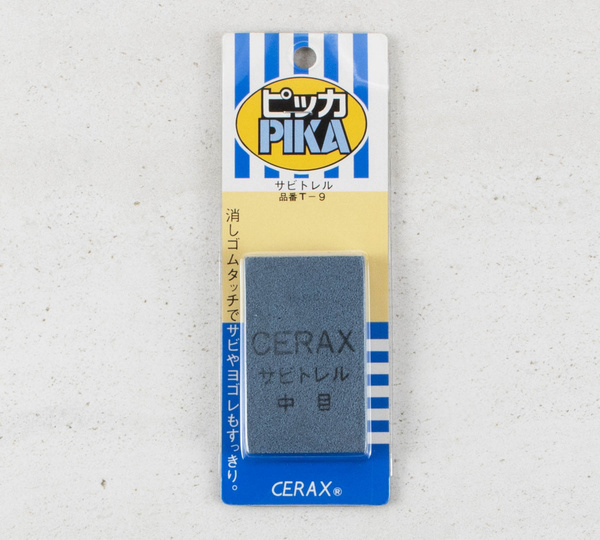 ピッカ
PIKA
サビトレル
品番T-9
消しゴムタッチでサビやヨゴレもすっきり。
CERAX
サビトレル
中目
CERAX®